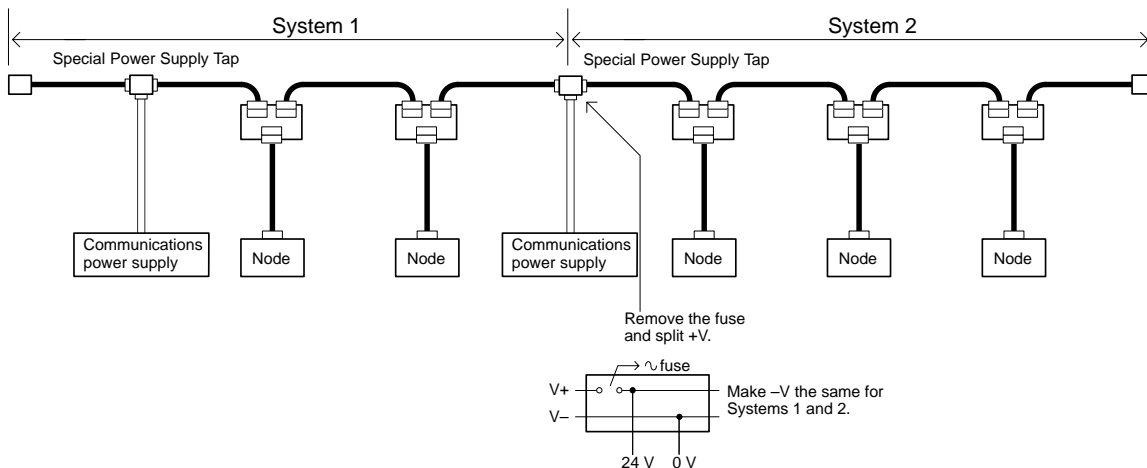 System 1
System 2
Special Power Supply Tap
Special Power Supply Tap
Communications
power supply
Node
Node
Communications
power supply
Node
Node
Node
Remove the fuse
and split +V.
fuse
V+
V–
Make –V the same for
Systems 1 and 2.
24 V
0 V